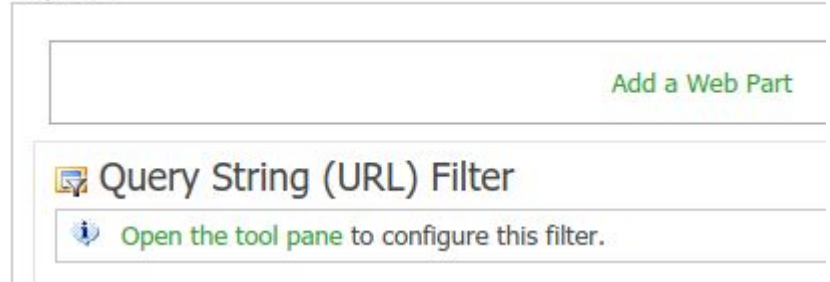 Add a Web Part
Query String (URL) Filter
Open the tool pane to configure this filter.